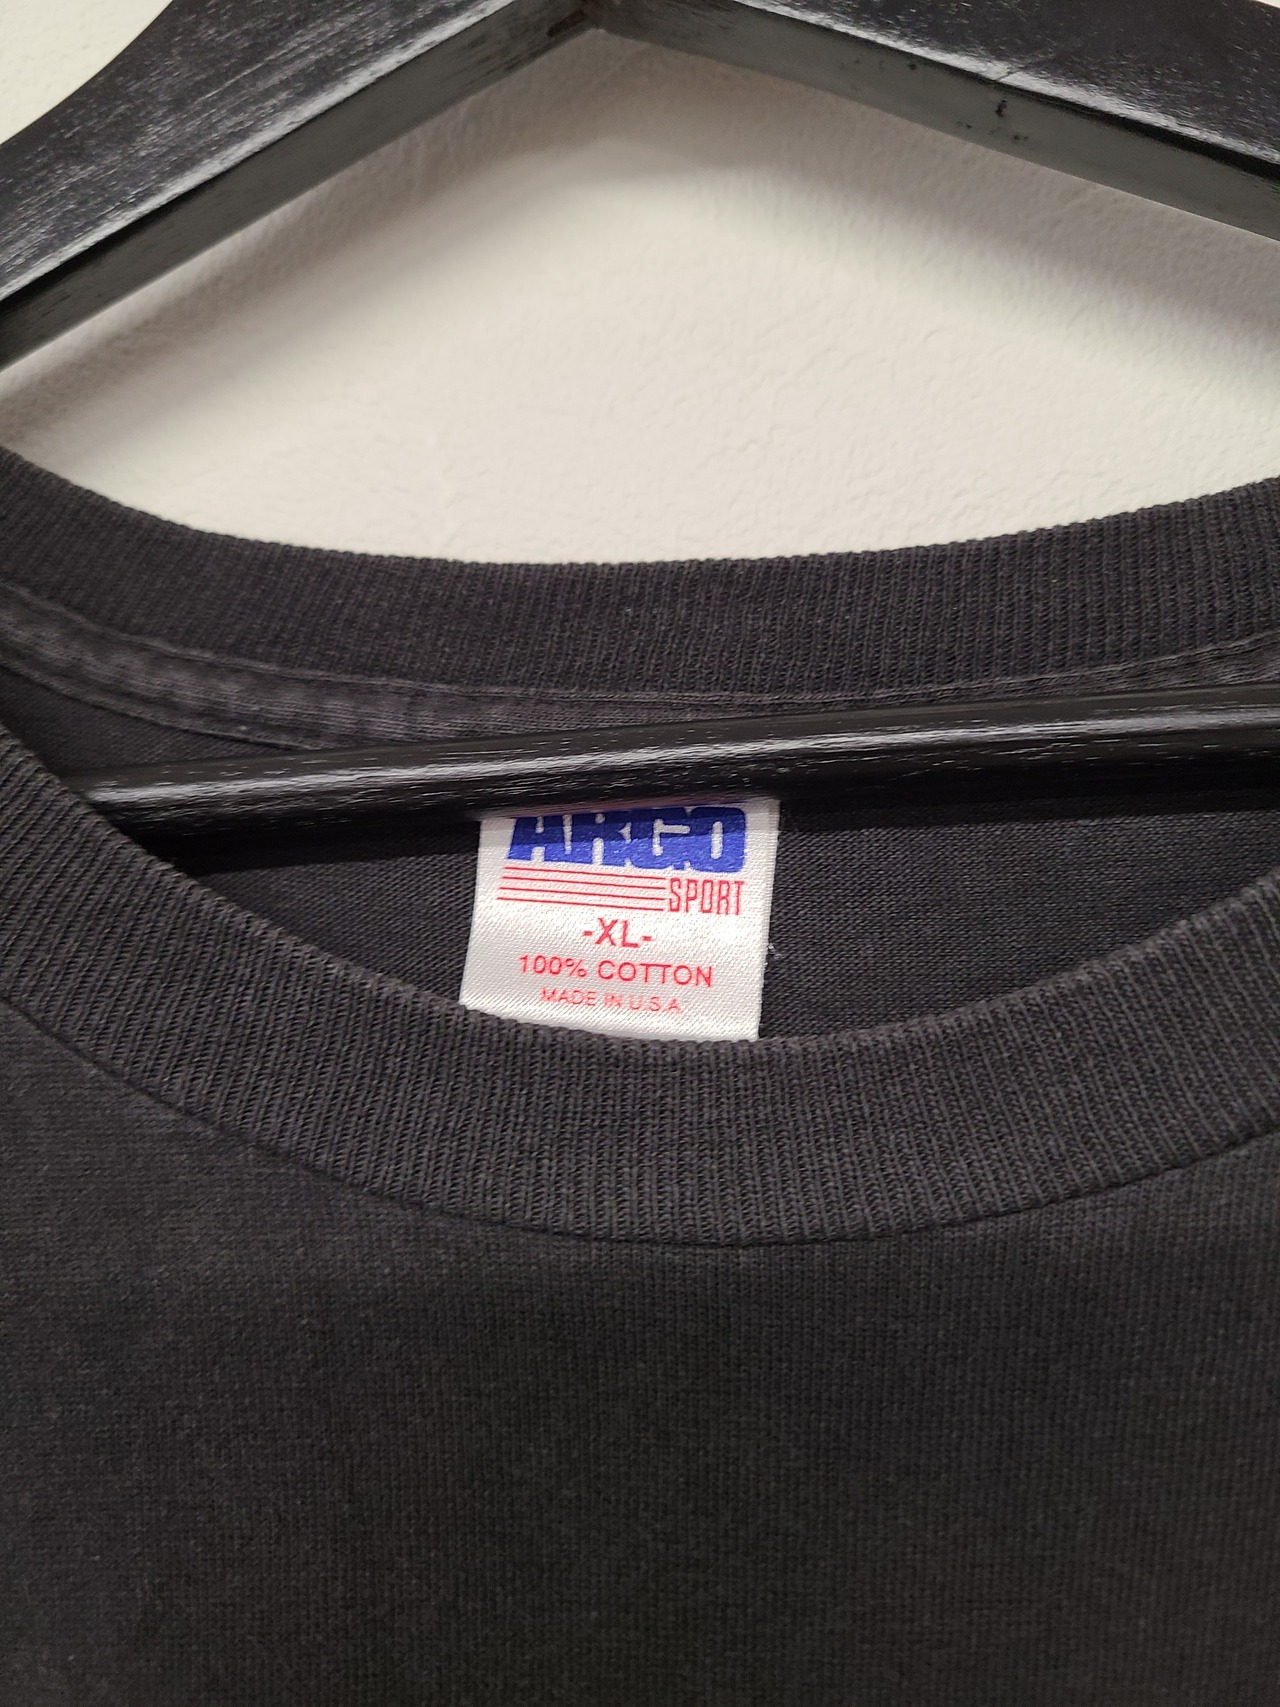 ARGO
SPORT
-XL-
100% COTTON
MADE IN U.S.A.